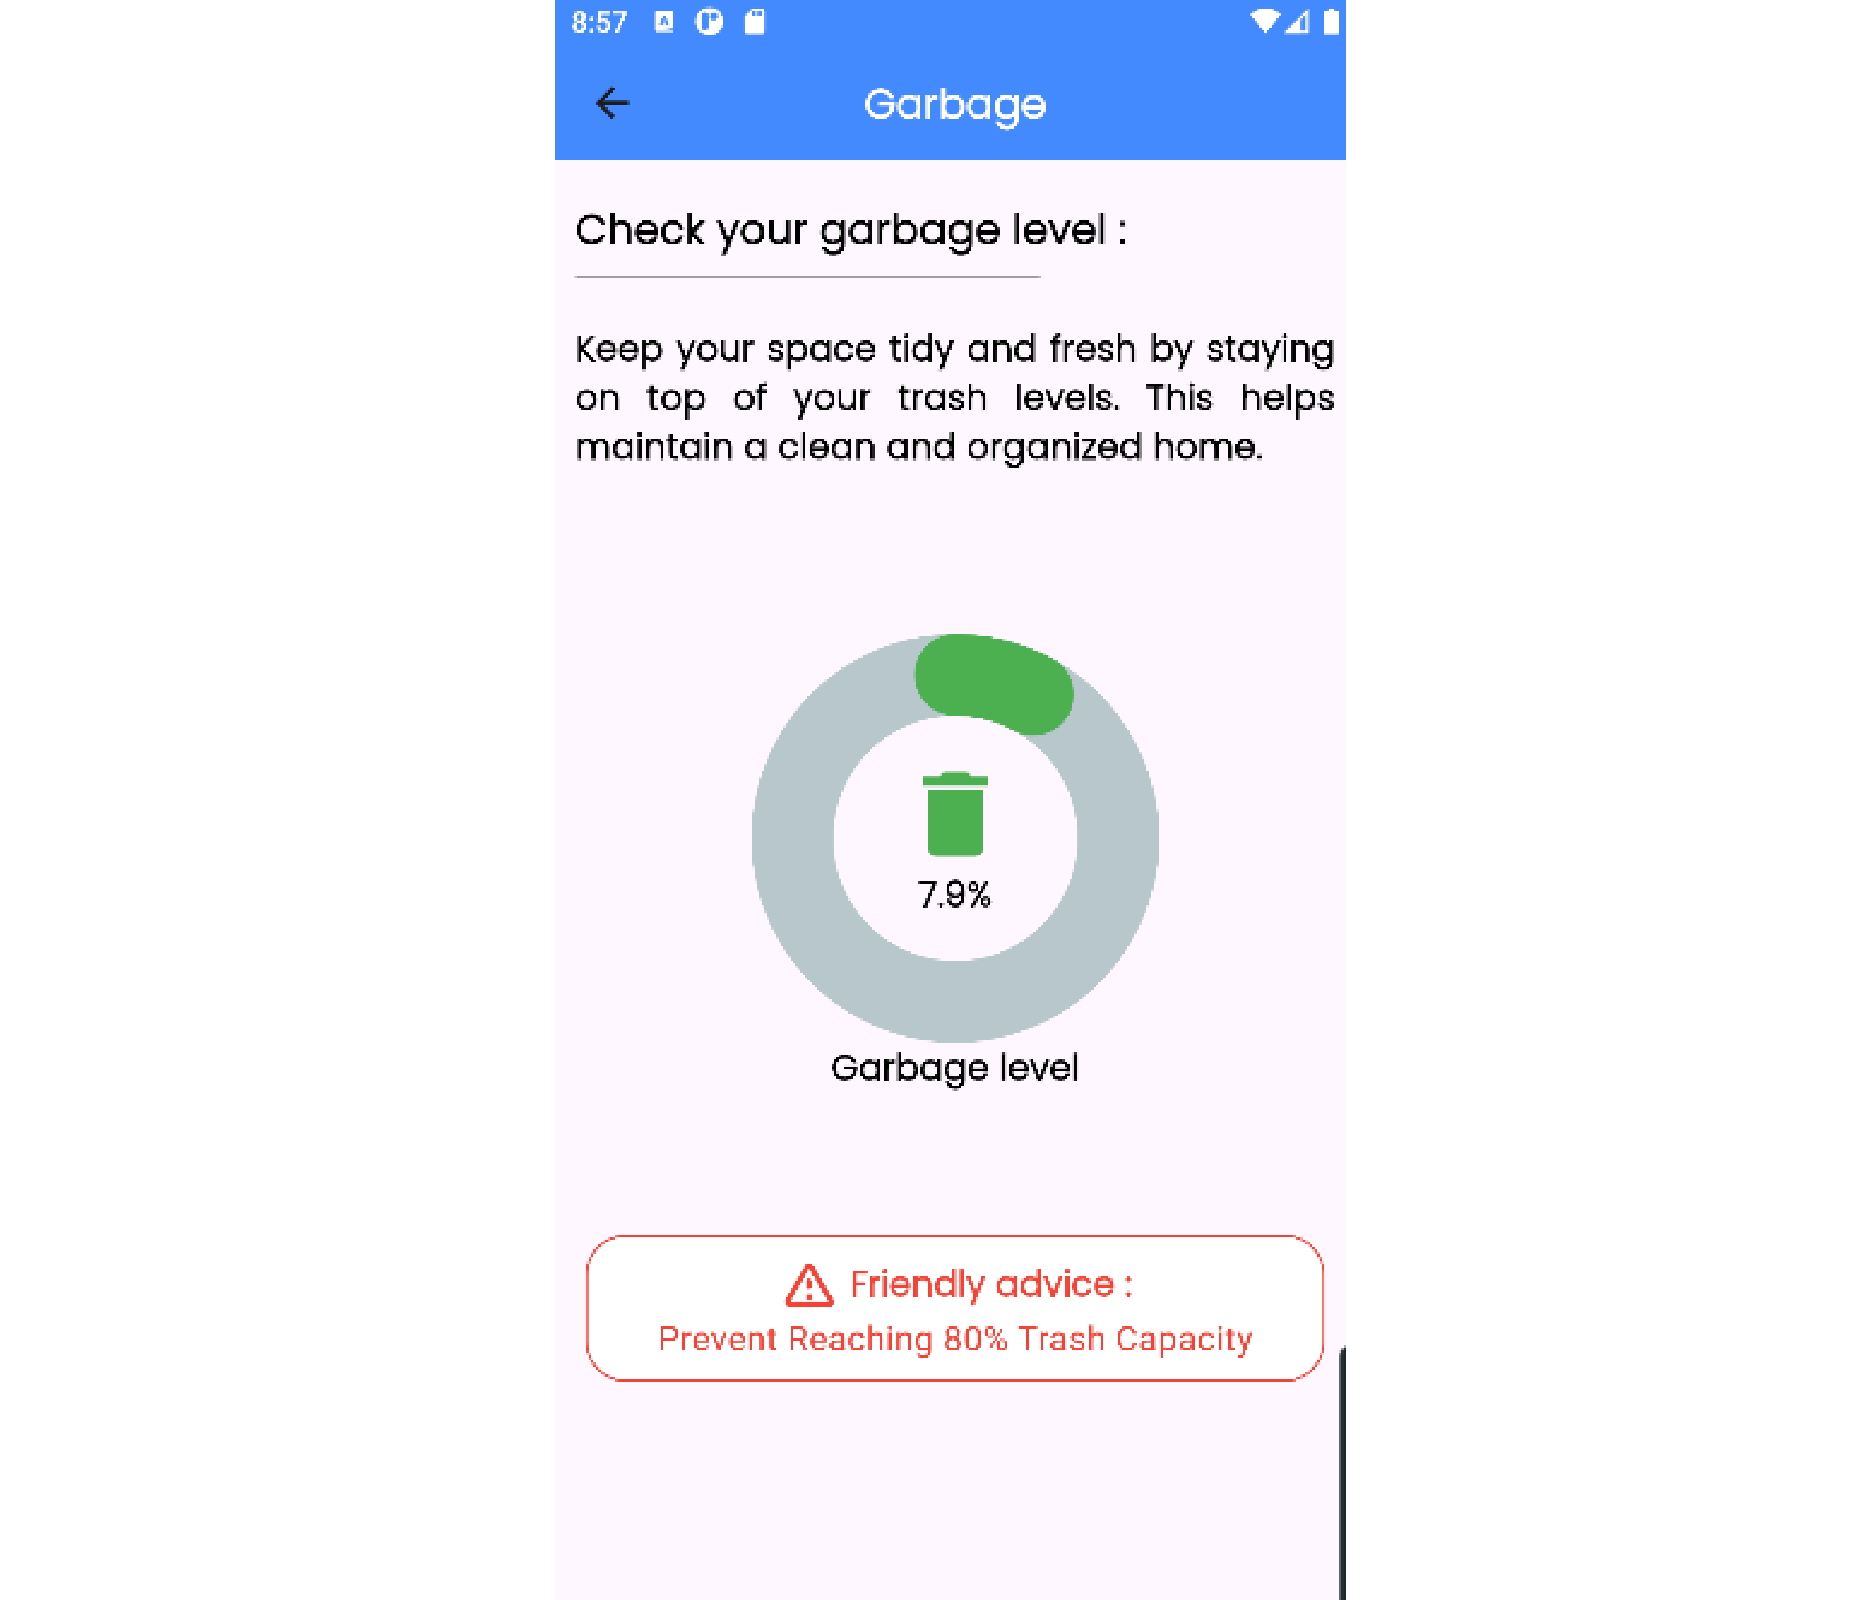 8:57
Garbage
Check your garbage level :
Keep your space tidy and fresh by staying
on top of your trash levels. This helps
maintain a clean and organized home.
7.9%
Garbage level
Friendly advice :
Prevent Reaching 80% Trash Capacity